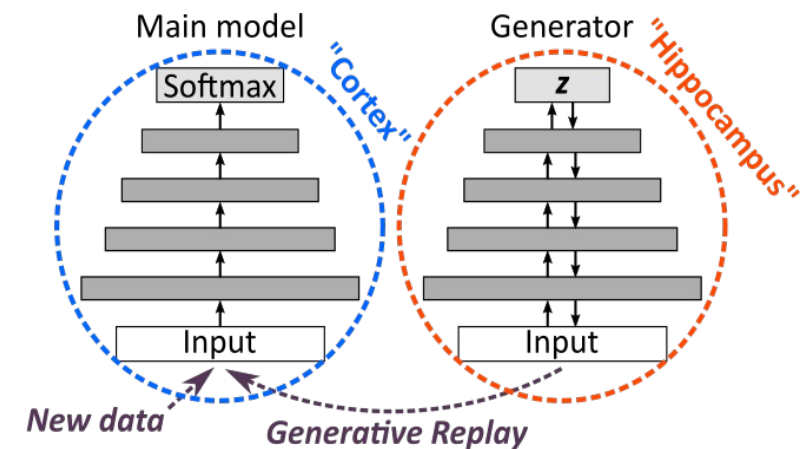 Main model
Generator
"Cortex"
"Hippocampus"
Softmax
z
Input
Input
New data
Generative Replay